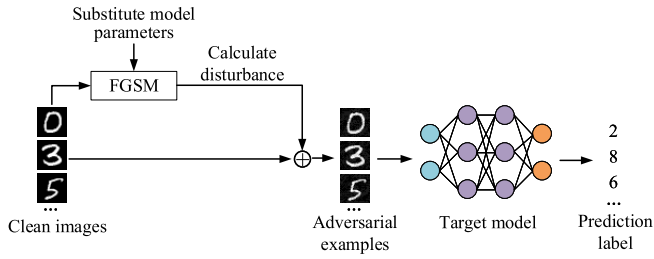 Substitute model
parameters
FGSM
Calculate
disturbance
0
3
5
...
Clean images
0
3
5
...
Adversarial
examples
Target model
2
8
6
...
Prediction
label